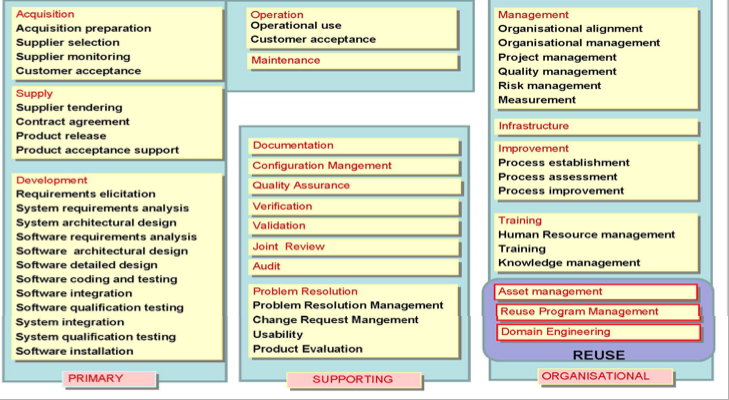 Acquisition
Acquisition preparation
Supplier selection
Supplier monitoring
Customer acceptance
Supply
Supplier tendering
Contract agreement
Product release
Product acceptance support
Development
Requirements elicitation
System requirements analysis
System architectural design
Software requirements analysis
Software architectural design
Software detailed design
Software coding and testing
Software integration
Software qualification testing
System integration
System qualification testing
Software installation
PRIMARY
Operation
Operational use
Customer acceptance
Maintenance
Documentation
Configuration Mangement
Quality Assurance
Verification
Validation
Joint Review
Audit
Problem Resolution
Problem Resolution Management
Change Request Mangement
Usability
Product Evaluation
SUPPORTING
Management
Organisational alignment
Organisational management
Project management
Quality management
Risk management
Measurement
Infrastructure
Improvement
Process establishment
Process assessment
Process improvement
Training
Human Resource management
Training
Knowledge management
Asset management
Reuse Program Management
Domain Engineering
REUSE
ORGANISATIONAL